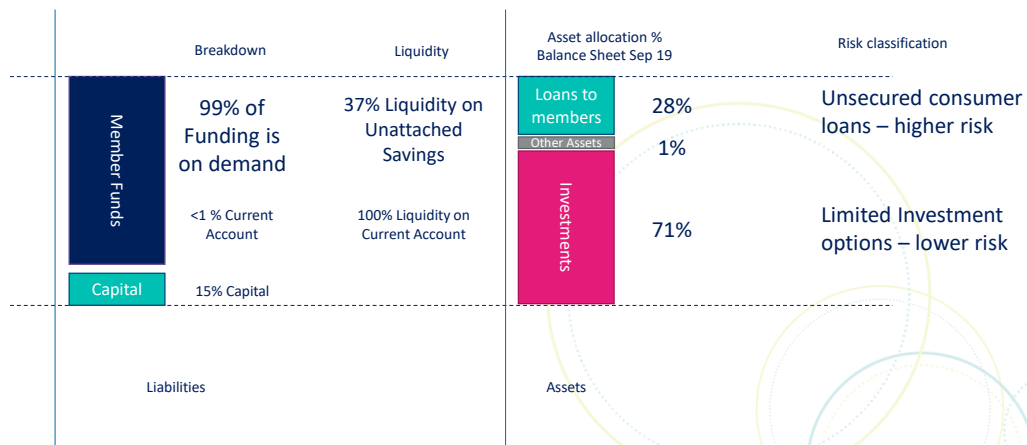 Breakdown
Liquidity
Asset allocation %
Balance Sheet Sep 19
Risk classification
Member Funds
99% of
Funding is
on demand
37% Liquidity on
Unattached
Savings
Loans to
members
28%
Unsecured consumer
loans – higher risk
Other Assets
1%
<1 % Current
Account
100% Liquidity on
Current Account
Investments
71%
Limited Investment
options – lower risk
Capital
15% Capital
Liabilities
Assets